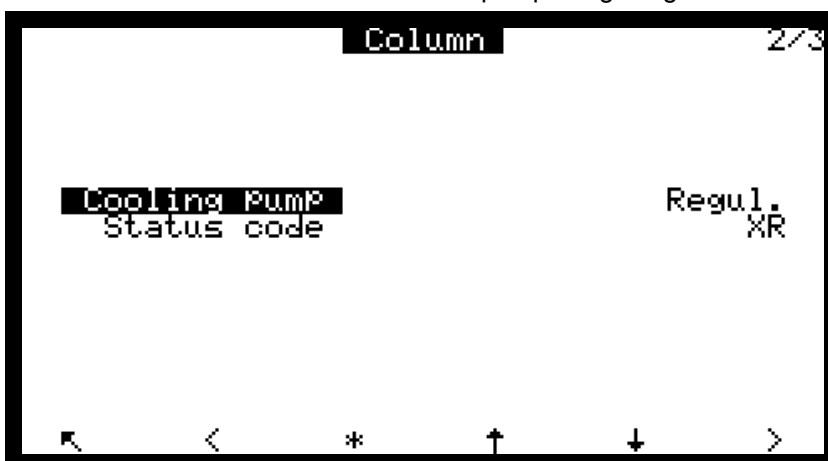 Column 2/3
Cooling pump Regul.
Status code XR
↖ < * ↑ ↓ >